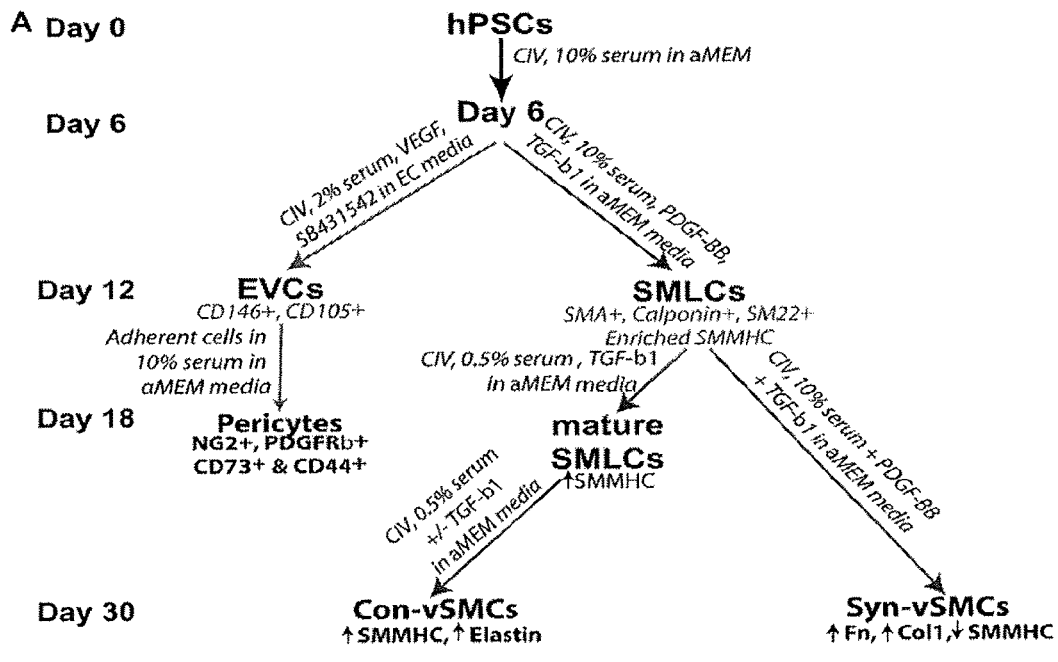 A Day 0
hPSCs
CIV, 10% serum in aMEM
Day 6
Day 6
CIV, 2% serum, VEGF,
SB431542 in EC media
CIV, 10% serum, PDGF-BB,
TGF-b1 in aMEM media
Day 12
EVCs
CD146+, CD105+
SMLCs
SMA+, Calponin+, SM22+
Enriched SMMHC
Adherent cells in
10% serum in
αMEM media
CIV, 0.5% serum , TGF-b1
in aMEM media
CIV, 10% serum + PDGF-BB
+ TGF-b1 in aMEM media
Day 18
Pericytes
NG2+, PDGFRb+
CD73+ & CD44+
mature
SMLCs
↑SMMHC
CIV, 0.5% serum
+/- TGF-b1
in aMEM media
Day 30
Con-vSMCs
↑SMMHC, ↑Elastin
Syn-vSMCs
↑Fn, ↑Col1, ↓SMMHC